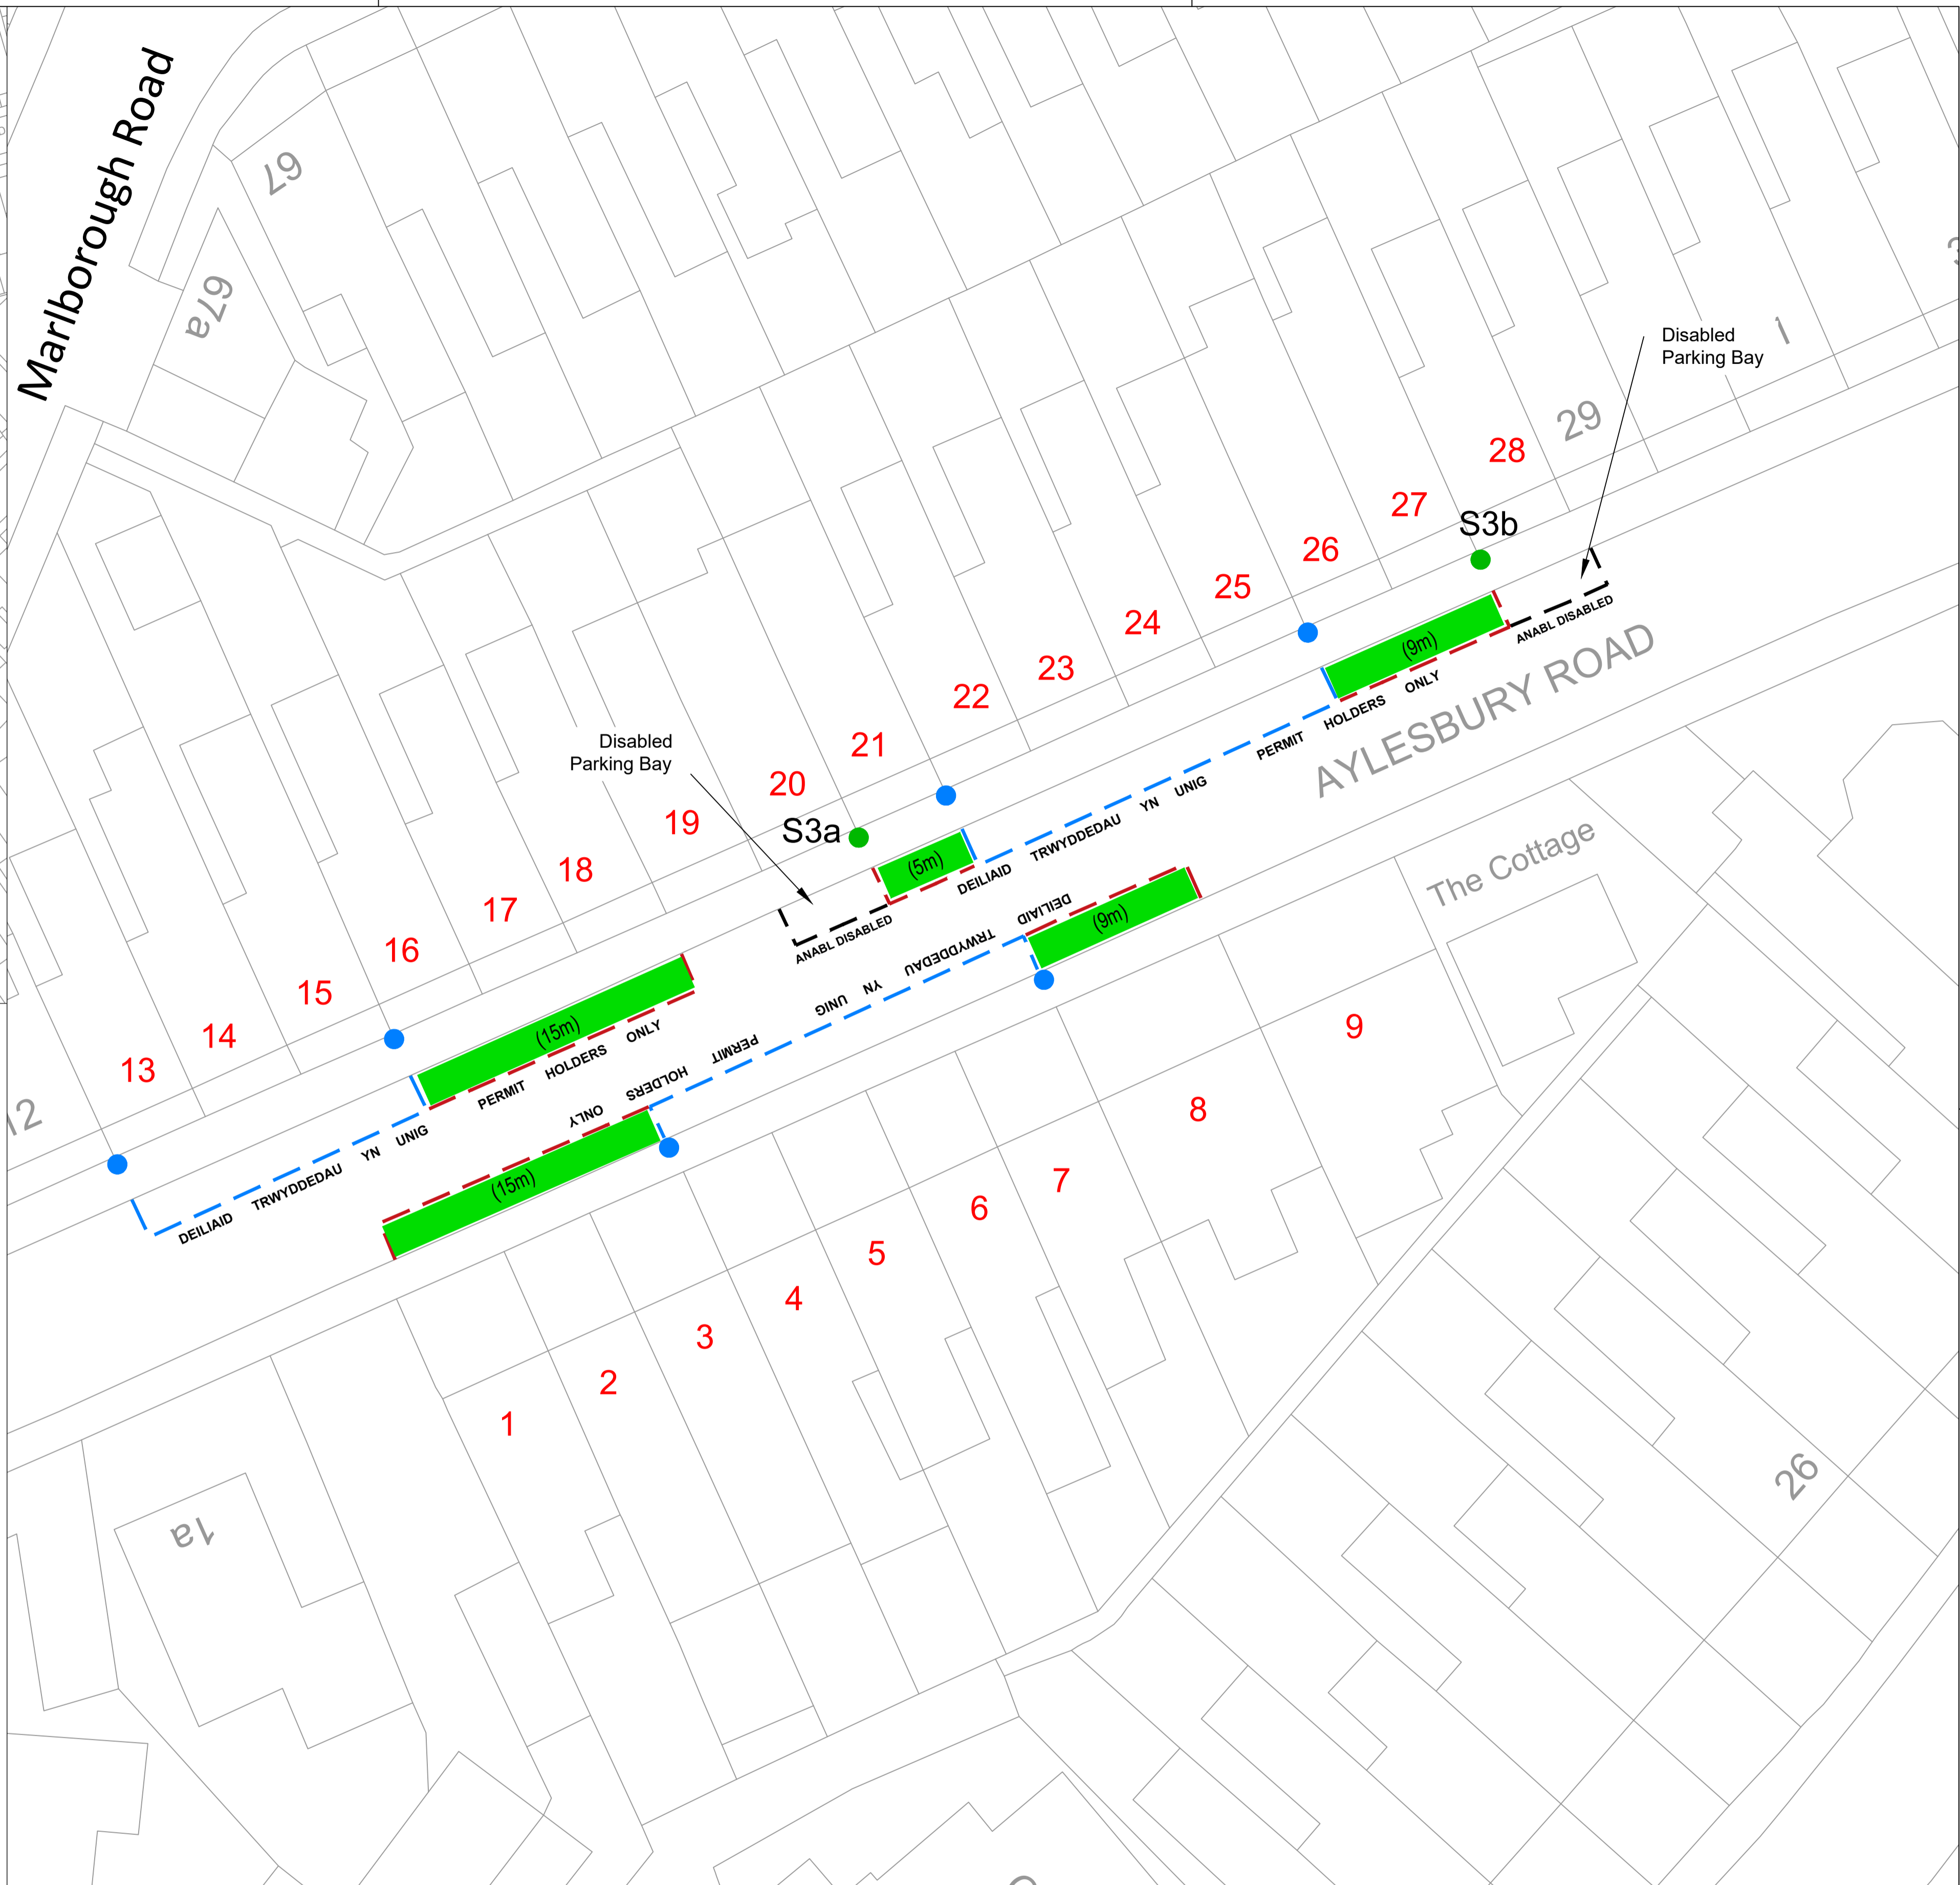 Marlborough Road
67
67a
Disabled
Parking Bay
1
29
28
27
S3b
26
25
24
23
22
21
20
19
18
17
16
15
14
13
12
Disabled
Parking Bay
S3a
(9m)
ANABL DISABLED
AYLESBURY ROAD
(5m)
ANABL DISABLED
DEILIAID TRWYDDEDAU YN UNIG PERMIT HOLDERS ONLY
(9m)
DEILIAID TRWYDDEDAU YN UNIG PERMIT HOLDERS ONLY
(15m)
DEILIAID TRWYDDEDAU YN UNIG PERMIT HOLDERS ONLY
(15m)
The Cottage
9
8
7
6
5
4
3
2
1
1a
26